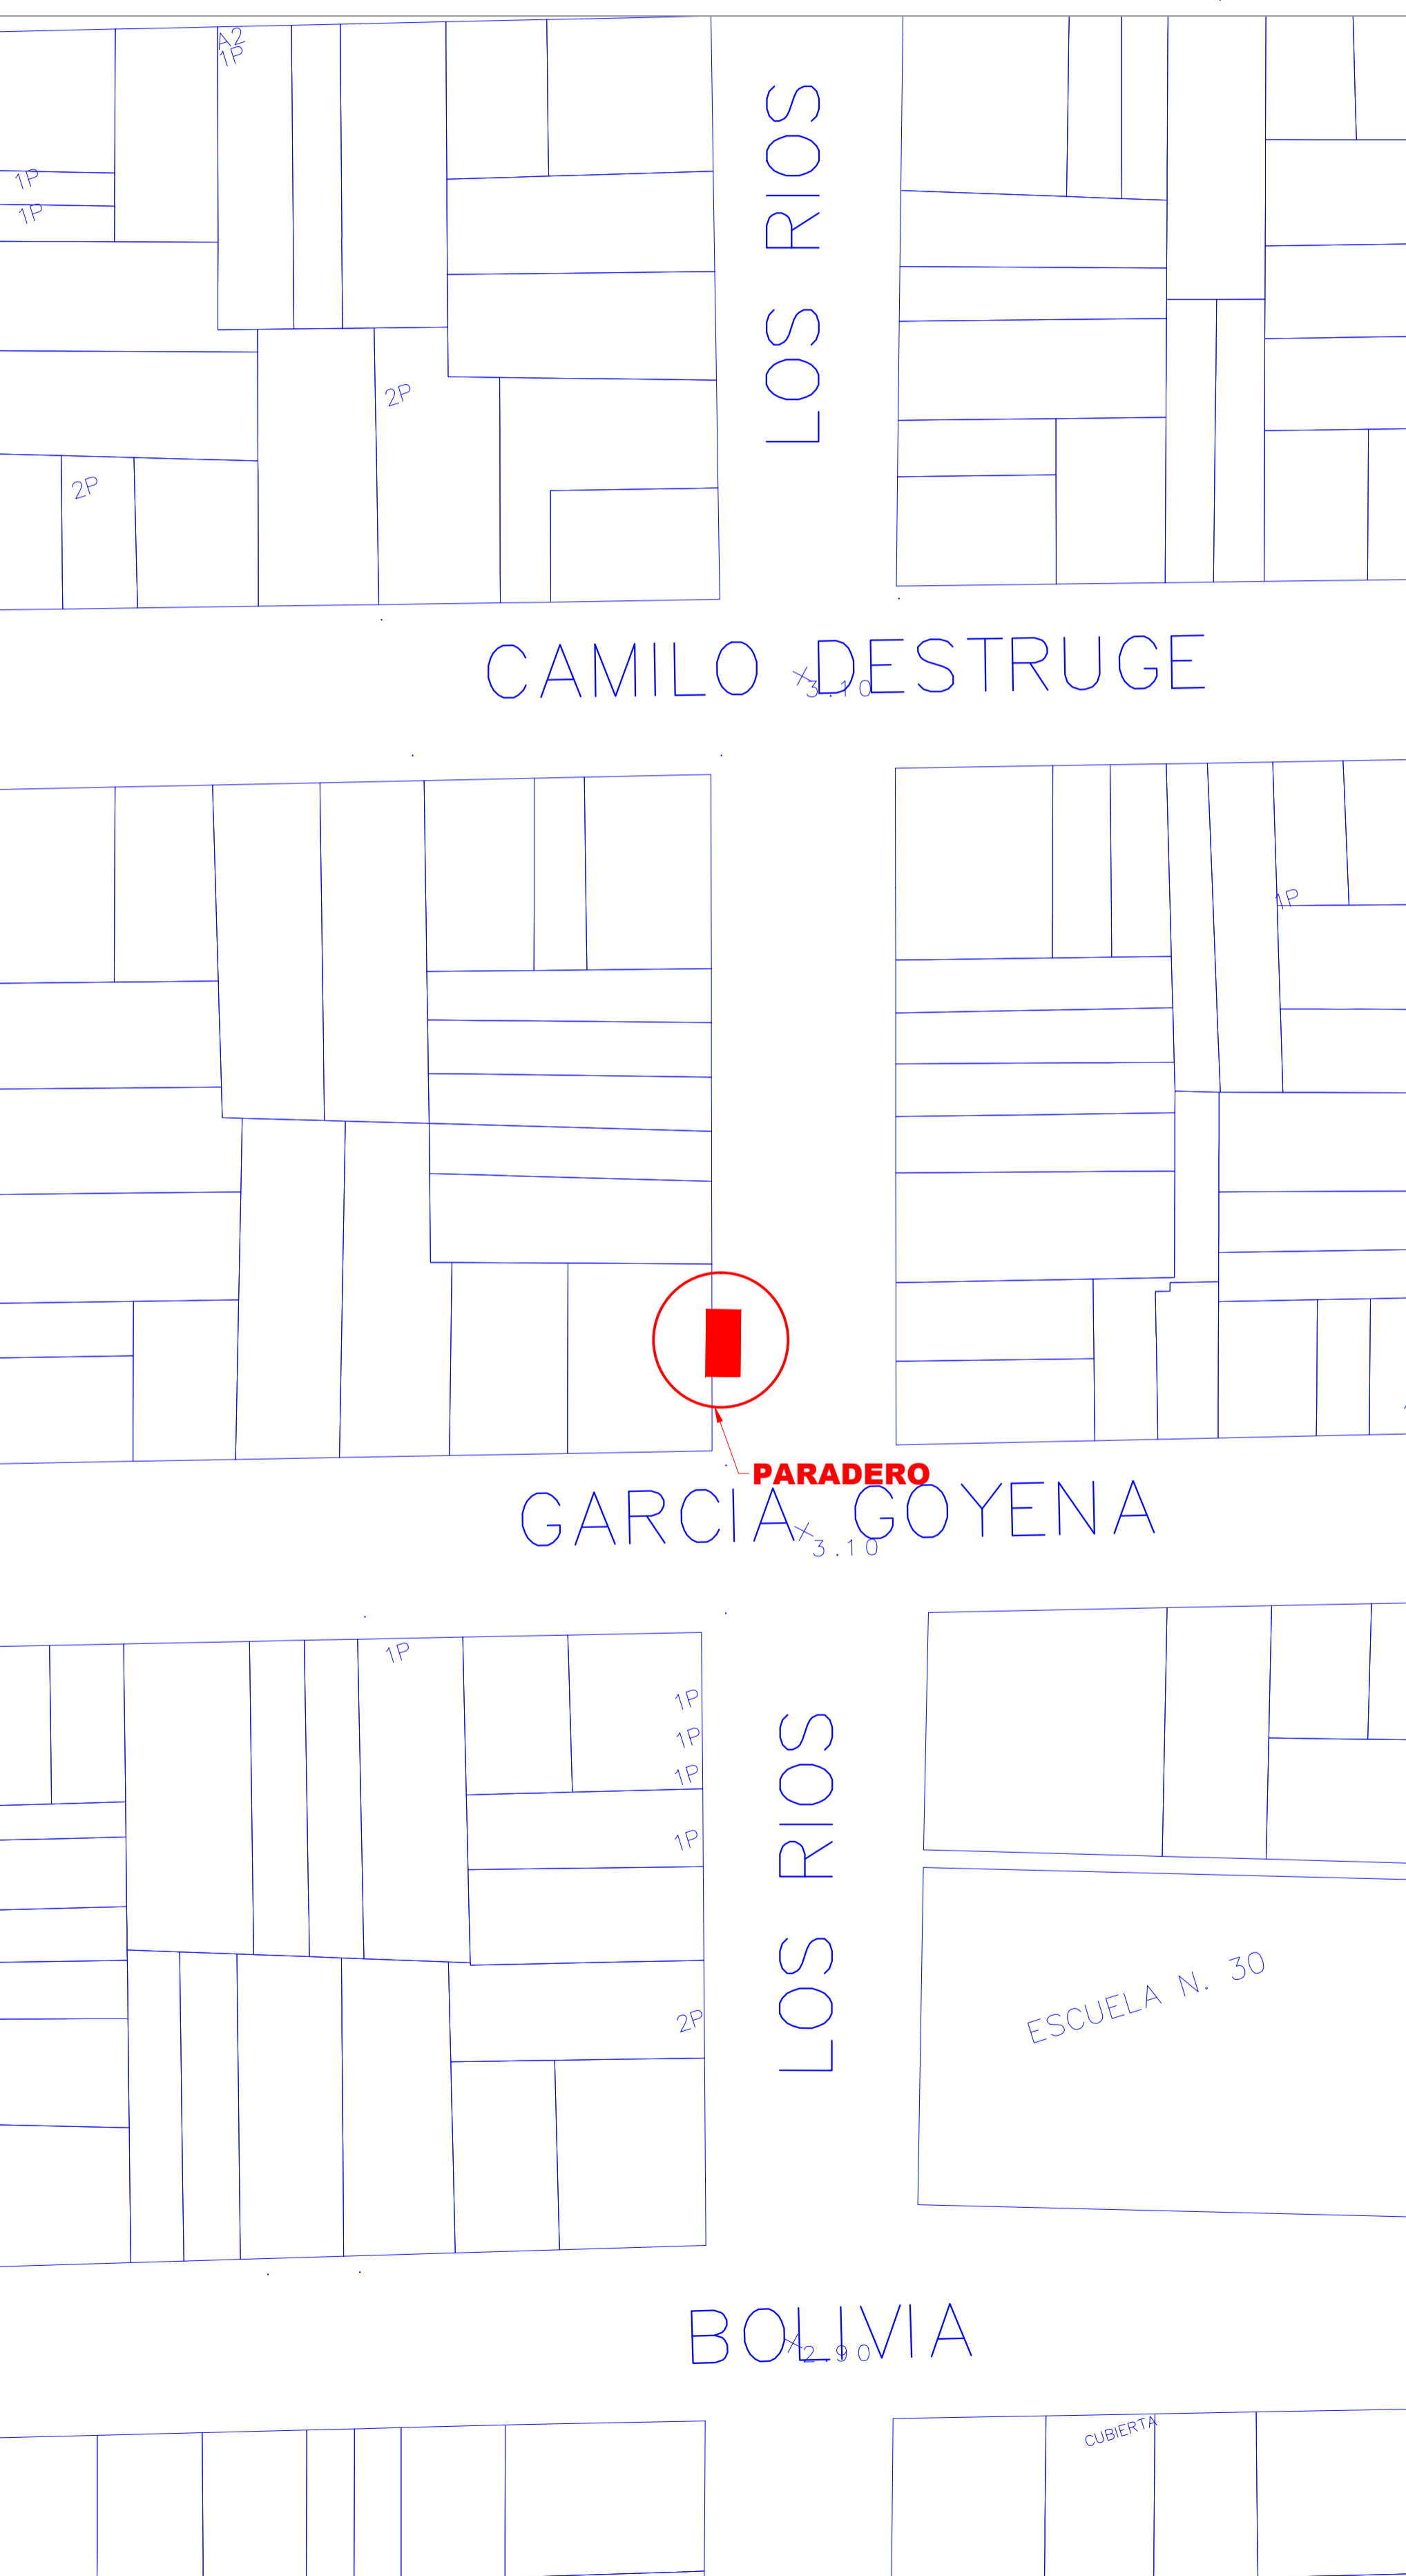 A2
1P
LOS RIOS
1P
1P
2P
2P
CAMILO DESTRUGE
3.10
1P
PARADERO
GARCIA GOYENA
3.10
1P
1P
1P
1P
1P
LOS RIOS
ESCUELA N. 30
2P
BOLIVIA
2.90
CUBIERTA